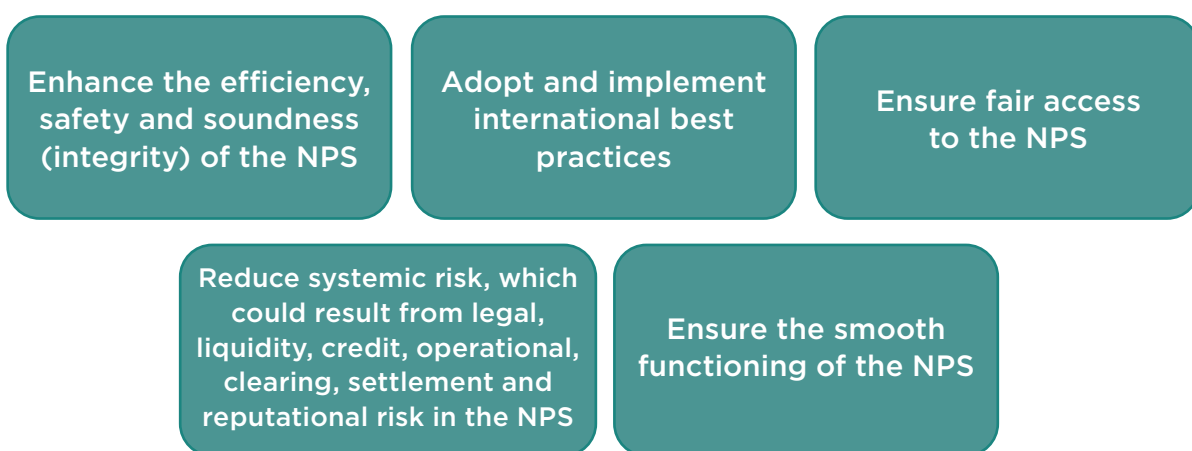 Enhance the efficiency,
safety and soundness
(integrity) of the NPS
Adopt and implement
international best
practices
Ensure fair access
to the NPS
Reduce systemic risk, which
could result from legal,
liquidity, credit, operational,
clearing, settlement and
reputational risk in the NPS
Ensure the smooth
functioning of the NPS